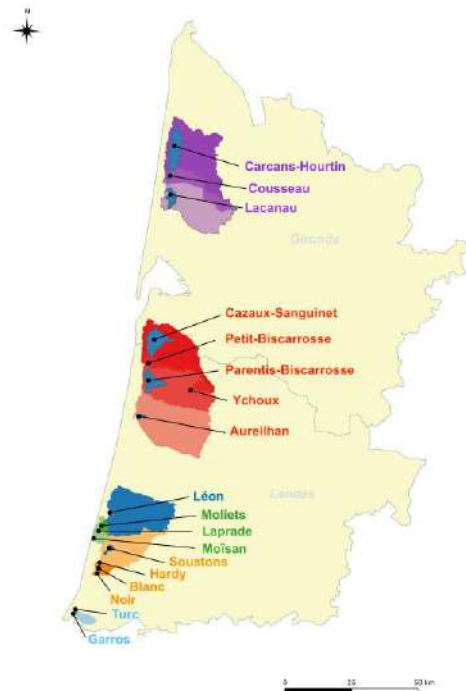 N
Carcans-Hourtin
Cousseau
Lacanau
Gironde
Cazaux-Sanguinet
Petit-Biscarrosse
Parentis-Biscarrosse
Ychoux
Aureilhan
Landes
Léon
Moliets
Laprade
Moïsan
Soustons
Hardy
Blanc
Noir
Turc
Garros
0 25 50 km